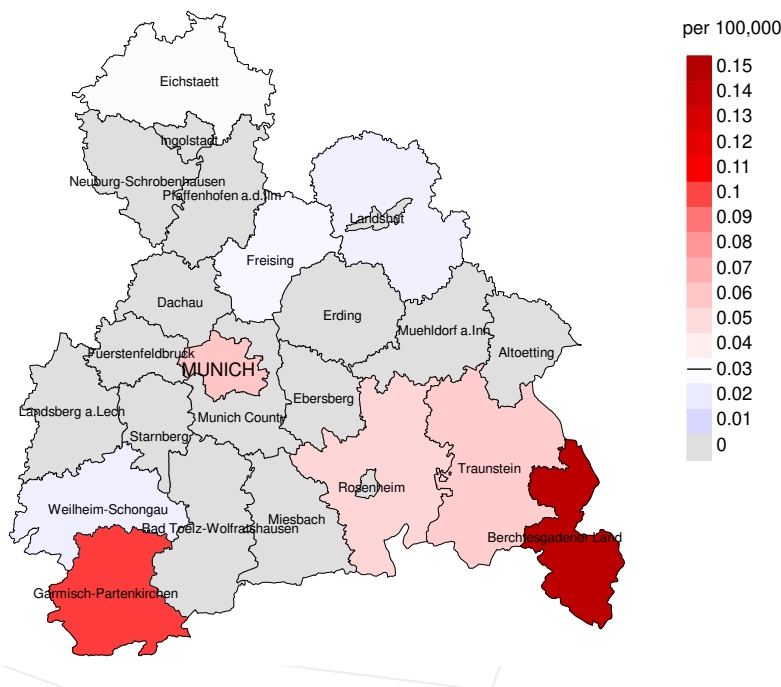 per 100,000
0.15
0.14
0.13
0.12
0.11
0.1
0.09
0.08
0.07
0.06
0.05
0.04
0.03
0.02
0.01
0
Eichstaett
Ingolstadt
Neuburg-Schrobenhausen
Pfaffenhofen a.d.Ilm
Landshut
Freising
Dachau
Erding
Muehldorf a.Inn
Altoetting
Fuerstenfeldbruck
MUNICH
Ebersberg
Landsberg a.Lech
Munich County
Starnberg
Traunstein
Rosenheim
Weilheim-Schongau
Miesbach
Bad Toelz-Wolfratshausen
Berchtesgadener Land
Garmisch-Partenkirchen